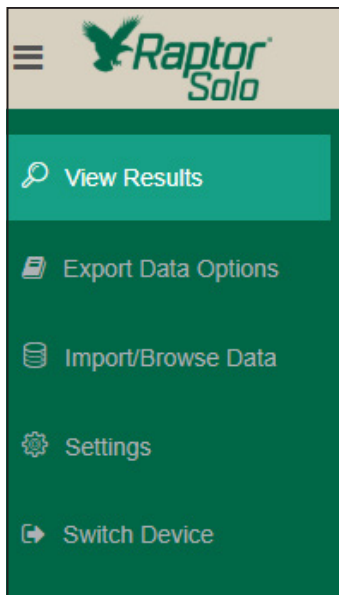 Raptor
Solo
View Results
Export Data Options
Import/Browse Data
Settings
Switch Device